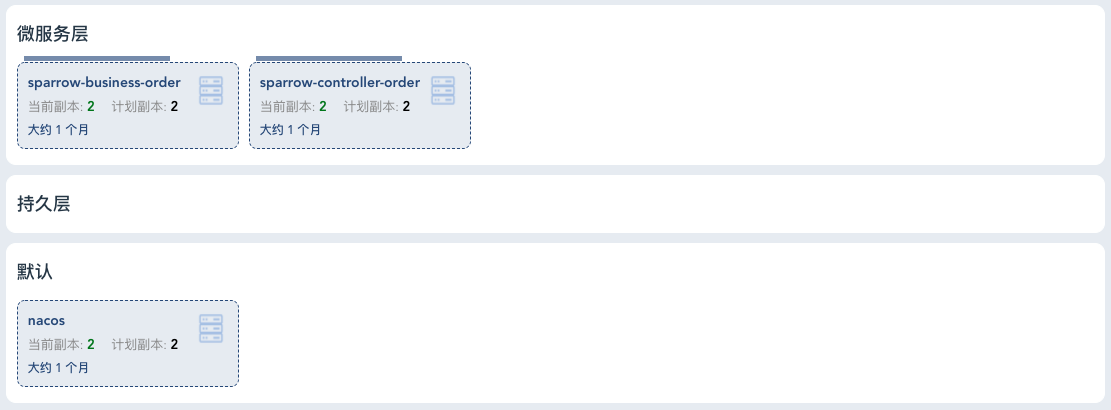 微服务层
sparrow-business-order
当前副本: 2 计划副本: 2
大约 1 个月
sparrow-controller-order
当前副本: 2 计划副本: 2
大约 1 个月
持久层
默认
nacos
当前副本: 2 计划副本: 2
大约 1 个月